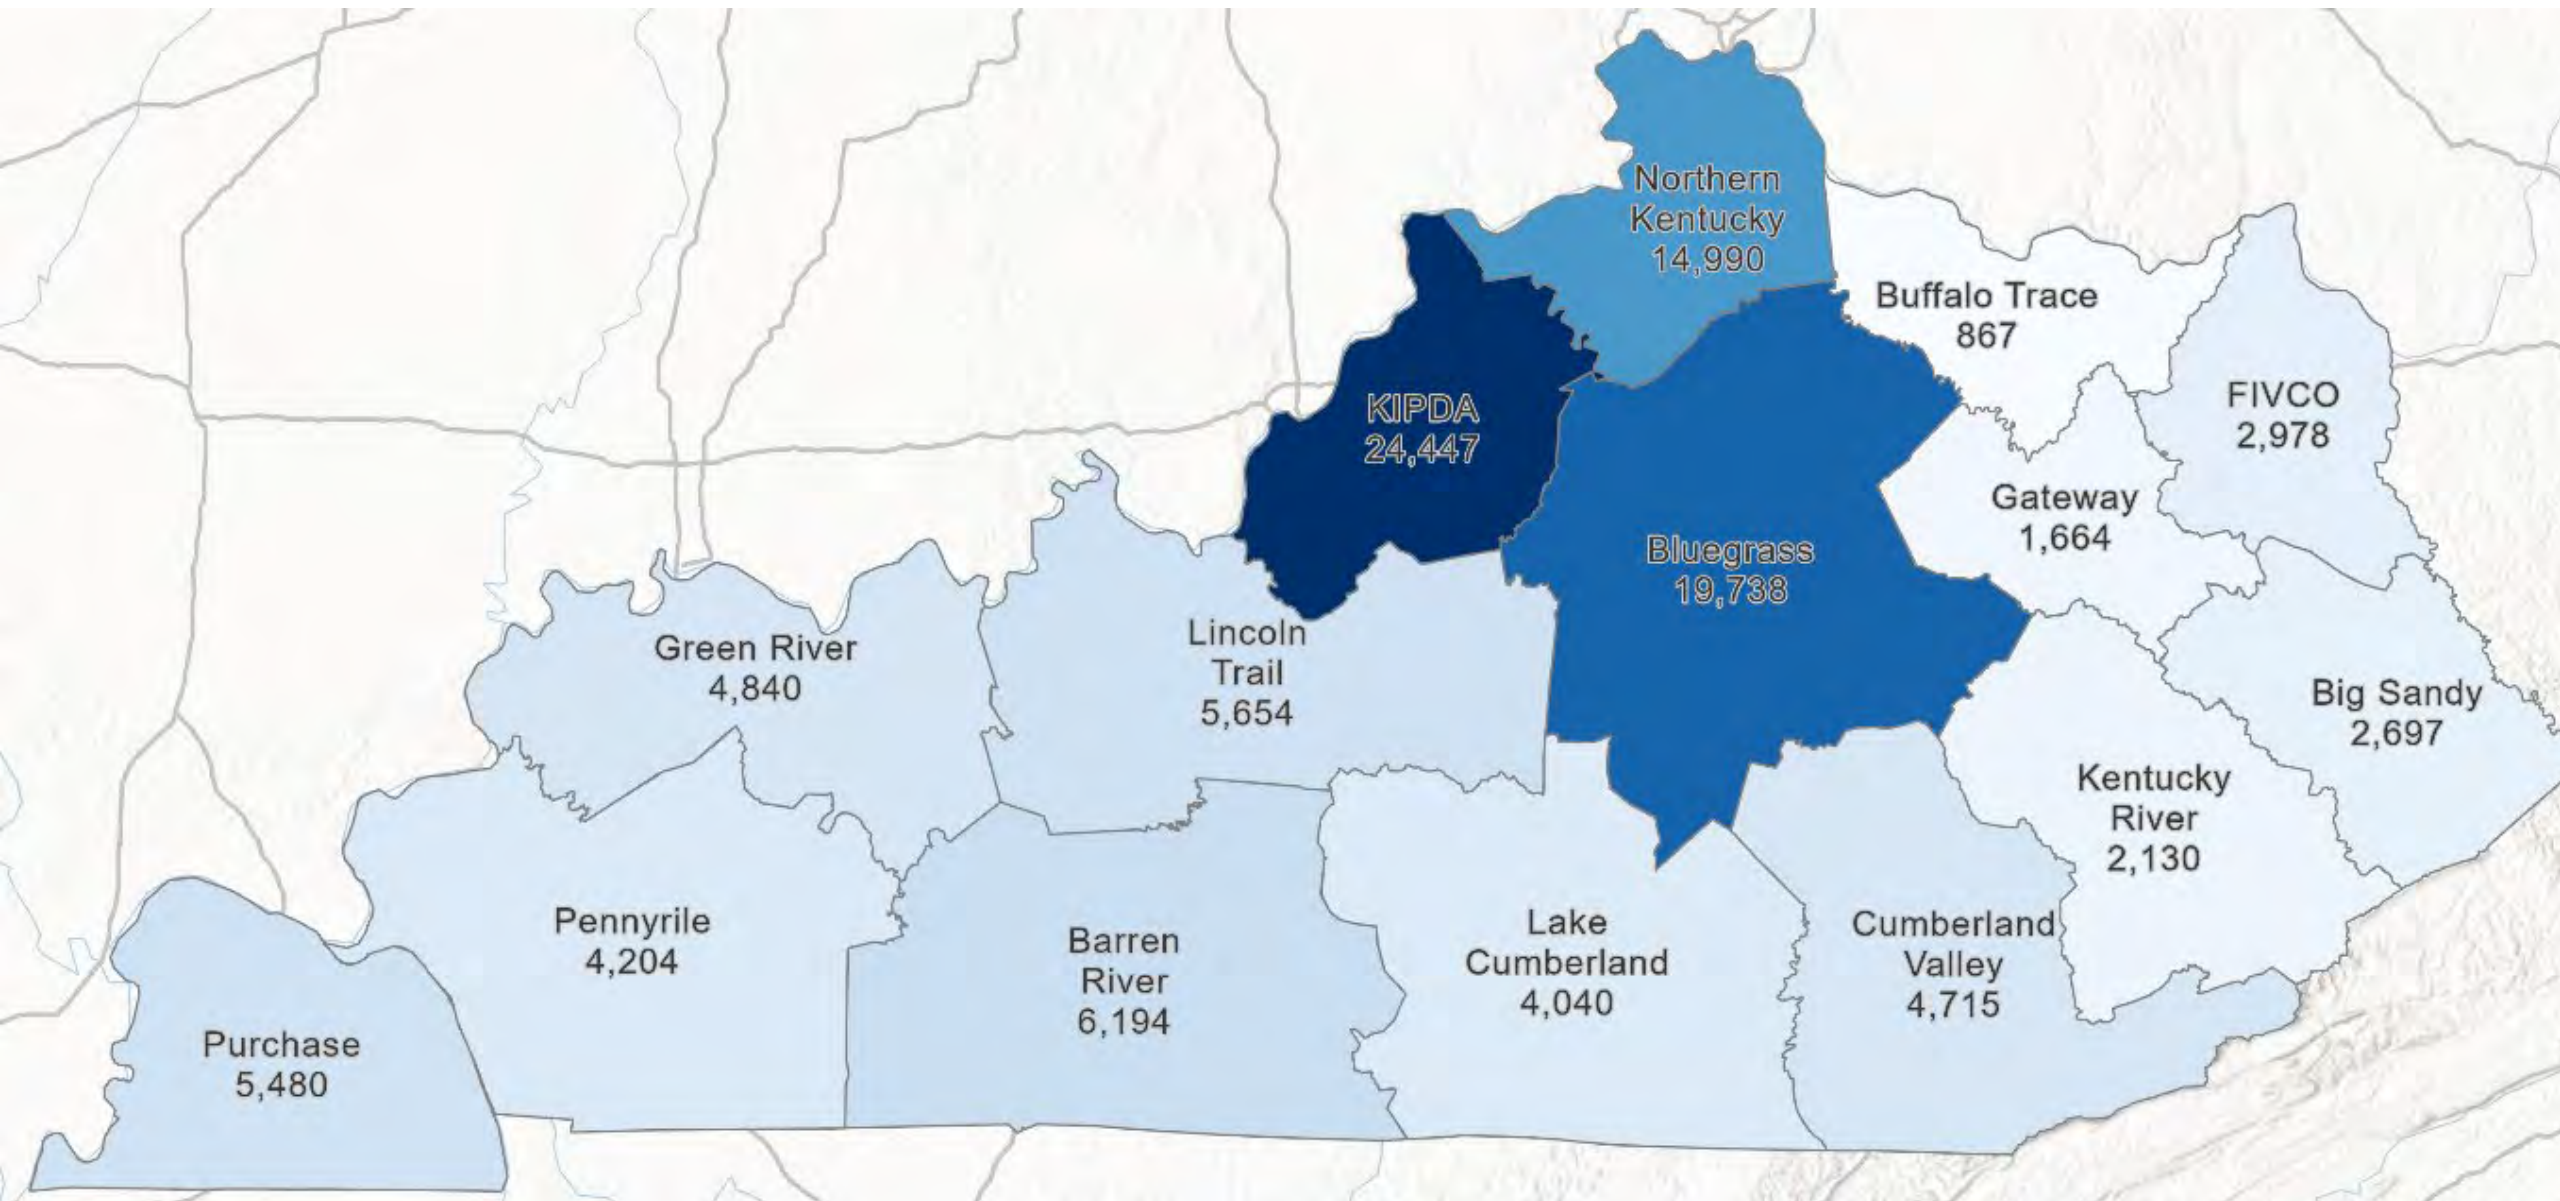 Northern
Kentucky
14,990
Buffalo Trace
867
FIVCO
2,978
KIPDA
24,447
Gateway
1,664
Bluegrass
19,738
Green River
4,840
Lincoln
Trail
5,654
Big Sandy
2,697
Kentucky
River
2,130
Pennyrile
4,204
Barren
River
6,194
Lake
Cumberland
4,040
Cumberland
Valley
4,715
Purchase
5,480